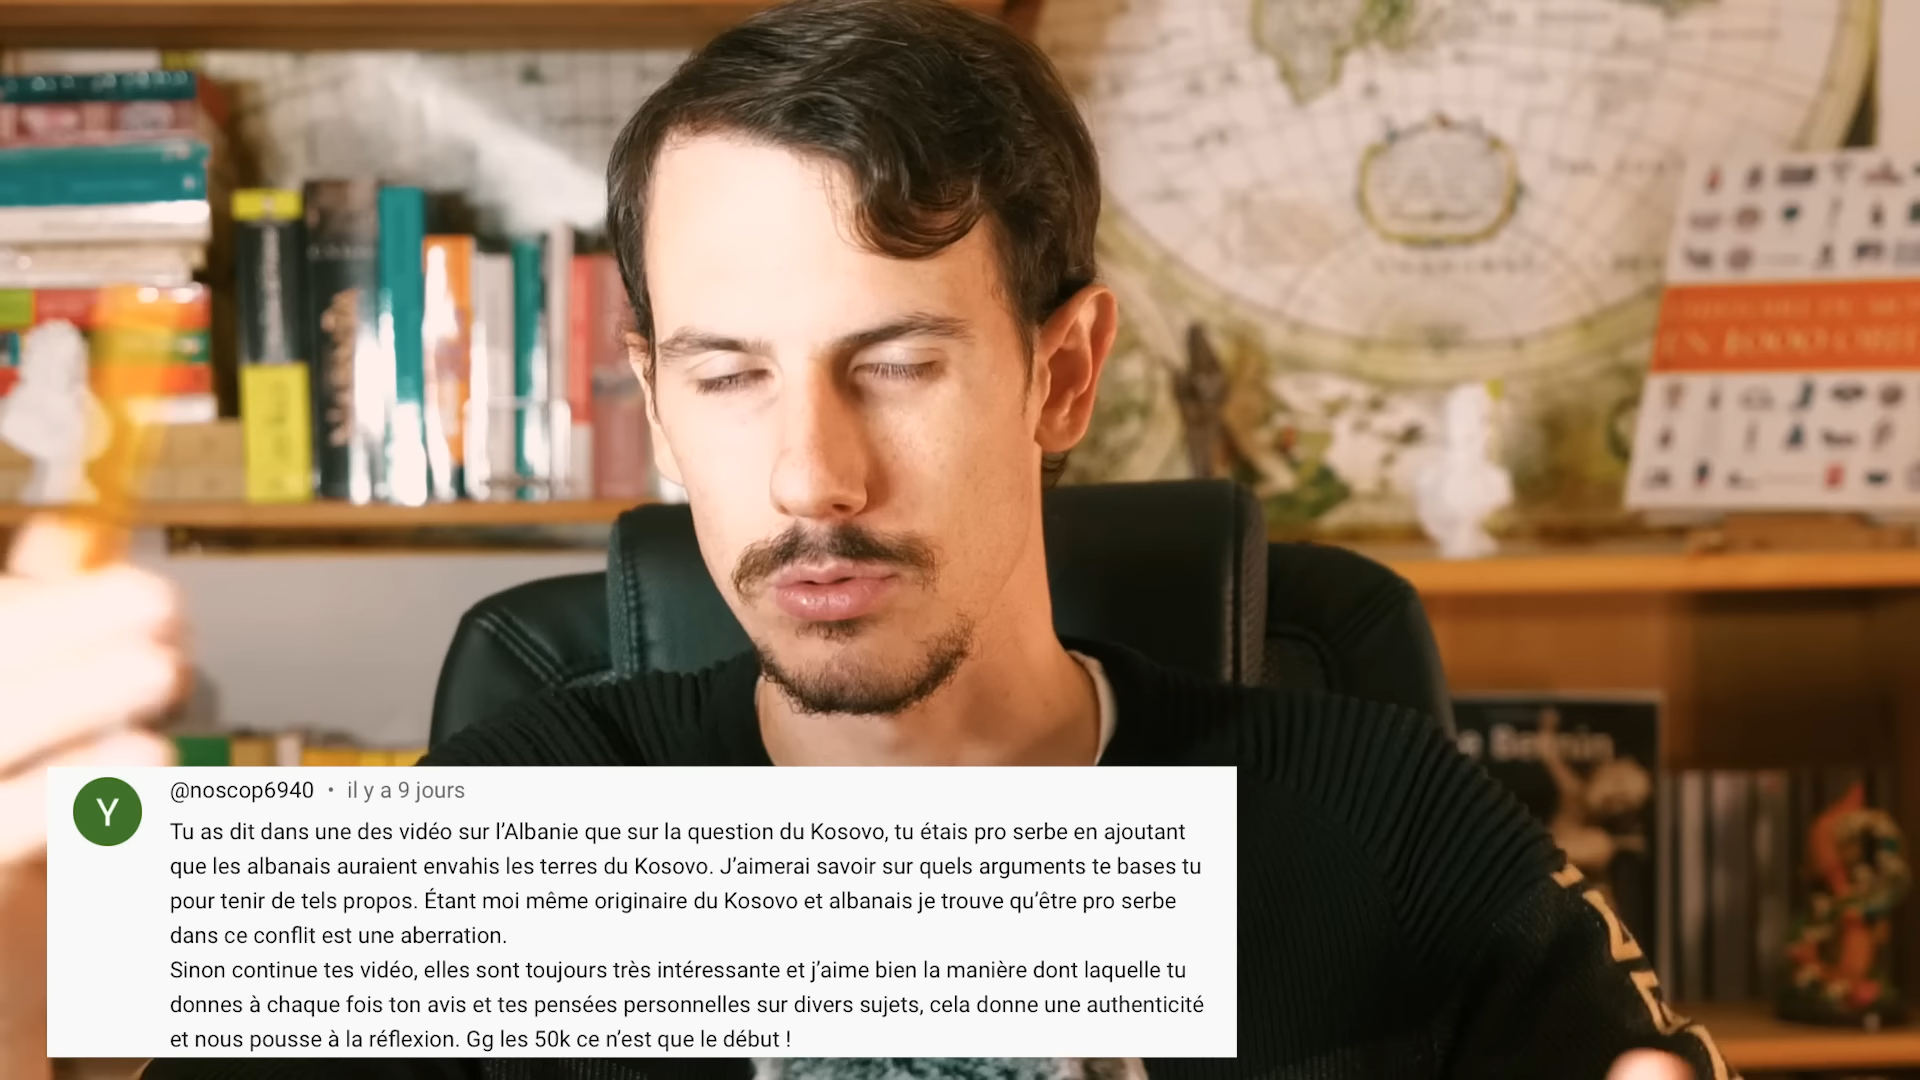 EN 1000 OBJ
Bernin
@noscop6940 • il y a 9 jours
Y
Tu as dit dans une des vidéo sur l’Albanie que sur la question du Kosovo, tu étais pro serbe en ajoutant
que les albanais auraient envahis les terres du Kosovo. J’aimerai savoir sur quels arguments te bases tu
pour tenir de tels propos. Étant moi même originaire du Kosovo et albanais je trouve qu’être pro serbe
dans ce conflit est une aberration.
Sinon continue tes vidéo, elles sont toujours très intéressante et j’aime bien la manière dont laquelle tu
donnes à chaque fois ton avis et tes pensées personnelles sur divers sujets, cela donne une authenticité
et nous pousse à la réflexion. Gg les 50k ce n’est que le début !